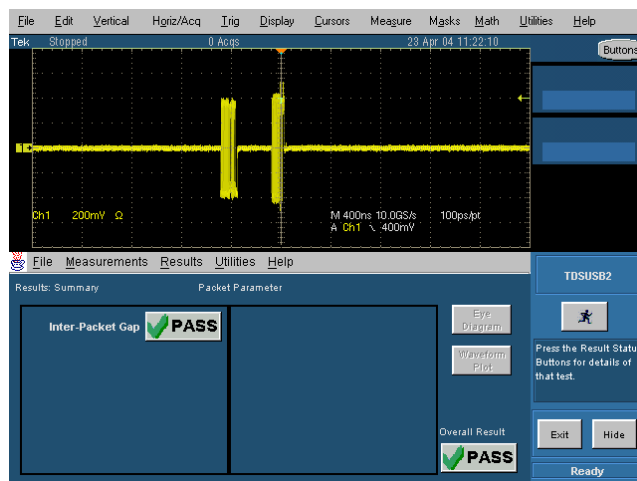 File Edit Vertical Horiz/Acq Trig Display Cursors Measure Masks Math Utilities Help
Tek Stopped 0 Acqs 23 Apr 04 11:22:10
Buttons
1
Ch1 200mV Ω M 400ns 10.0GS/s 100ps/pt
A Ch1 \ 400mV
File Measurements Results Utilities Help
TDSUSB2
Results: Summary Packet Parameter
Inter-Packet Gap PASS
Eye
Diagram
Waveform
Plot
Press the Result Statu
Buttons for details of
that test.
Overall Result
PASS
Exit Hide
Ready